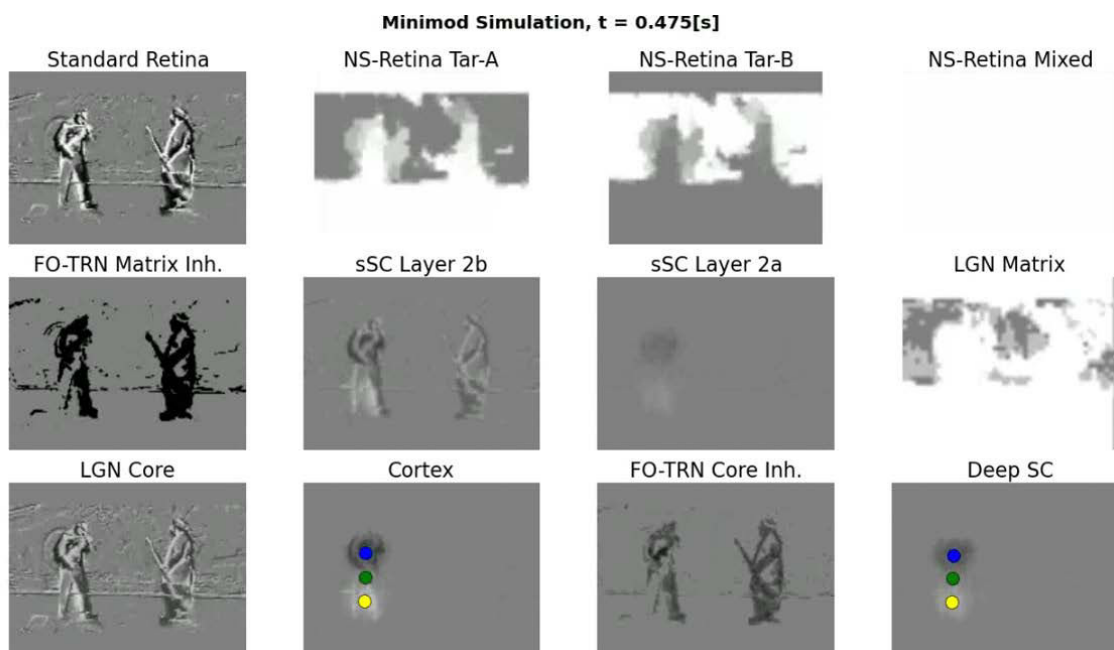 Minimod Simulation, t = 0.475[s]
Standard Retina
NS-Retina Tar-A
NS-Retina Tar-B
NS-Retina Mixed
FO-TRN Matrix Inh.
sSC Layer 2b
sSC Layer 2a
LGN Matrix
LGN Core
Cortex
FO-TRN Core Inh.
Deep SC